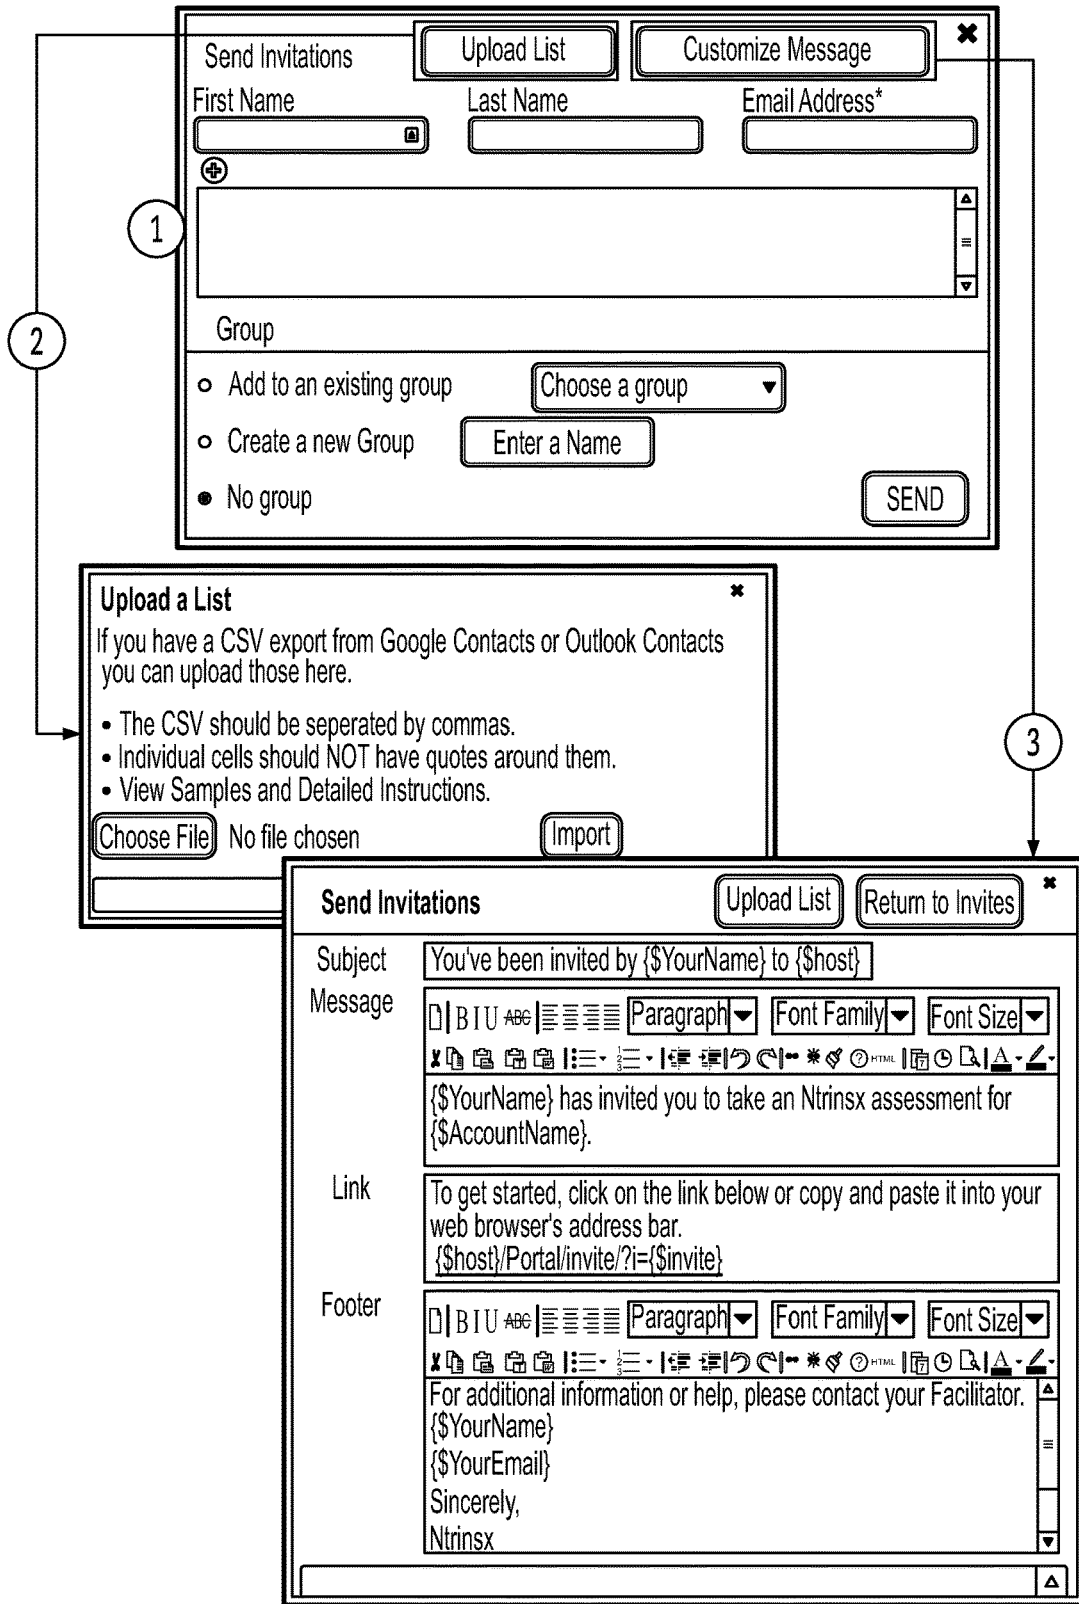 Send Invitations
Upload List
Customize Message
First Name
Last Name
Email Address*
1
2
Group
Add to an existing group
Choose a group
Create a new Group
Enter a Name
No group
SEND
Upload a List
If you have a CSV export from Google Contacts or Outlook Contacts
you can upload those here.
• The CSV should be seperated by commas.
• Individual cells should NOT have quotes around them.
• View Samples and Detailed Instructions.
Choose File
No file chosen
Import
3
Send Invitations
Upload List
Return to Invites
Subject
You've been invited by {$YourName} to {$host}
Message
B I U ABC
Paragraph
Font Family
Font Size
HTML
A
{$YourName} has invited you to take an Ntrinsx assessment for
{$AccountName}.
Link
To get started, click on the link below or copy and paste it into your
web browser's address bar.
{$host}/Portal/invite/?i={$invite}
Footer
B I U ABC
Paragraph
Font Family
Font Size
HTML
A
For additional information or help, please contact your Facilitator.
{$YourName}
{$YourEmail}
Sincerely,
Ntrinsx